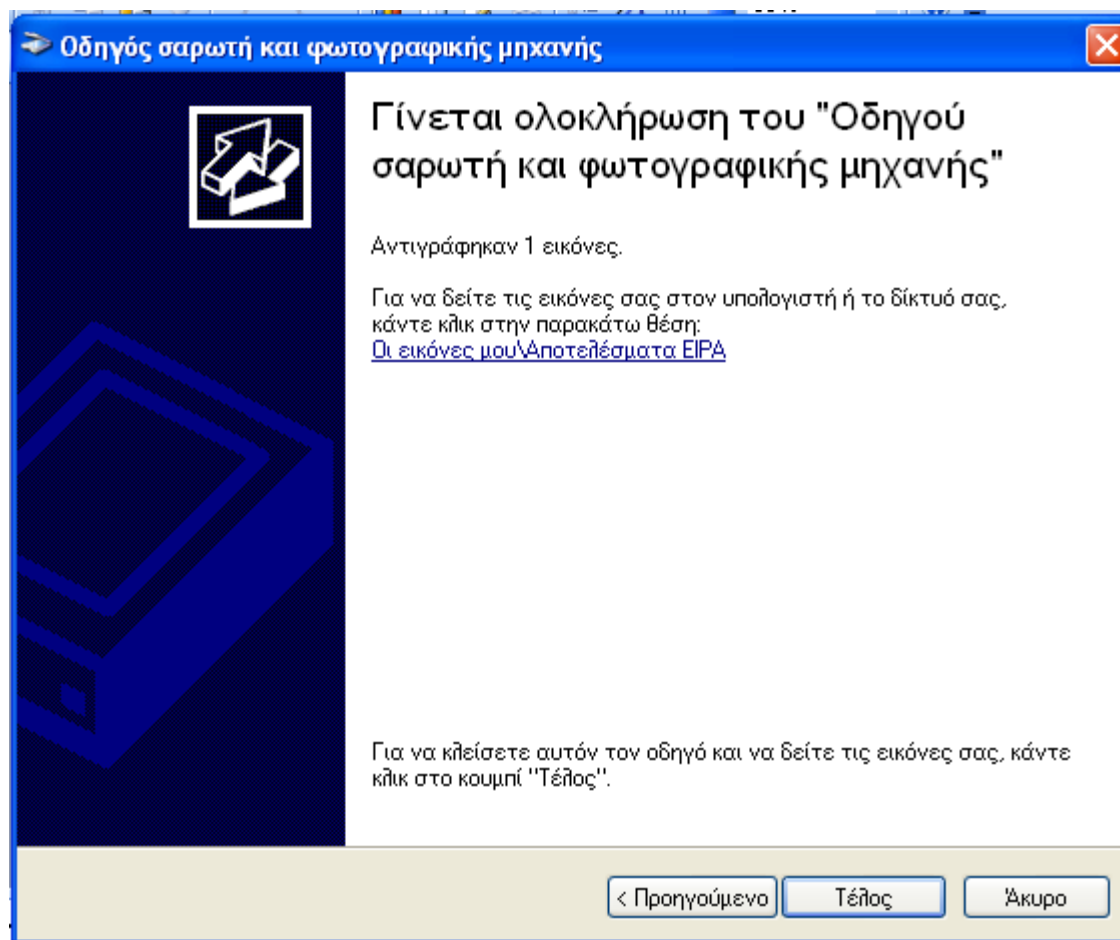 Οδηγός σαρωτή και φωτογραφικής μηχανής
Γίνεται ολοκλήρωση του "Οδηγού
σαρωτή και φωτογραφικής μηχανής"
Αντιγράφηκαν 1 εικόνες.
Για να δείτε τις εικόνες σας στον υπολογιστή ή το δίκτυό σας,
κάντε κλικ στην παρακάτω θέση:
Οι εικόνες μου\Αποτελέσματα EIPA
Για να κλείσετε αυτόν τον οδηγό και να δείτε τις εικόνες σας, κάντε
κλικ στο κουμπί "Τέλος".
< Προηγούμενο
Τέλος
Άκυρο